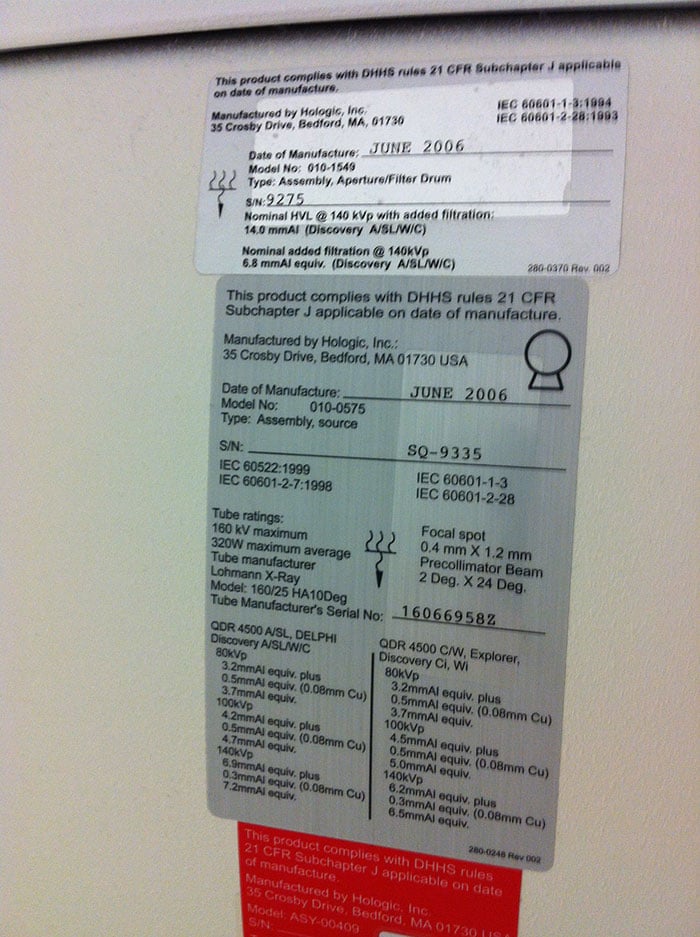 This product complies with DHHS rules 21 CFR Subchapter J applicable
on date of manufacture.
Manufactured by Hologic, Inc.
35 Crosby Drive, Bedford, MA, 01730
IEC 60601-1-3:1994
IEC 60601-2-28:1993
Date of Manufacture: JUNE 2006
Model No: 010-1549
Type: Assembly, Aperture/Filter Drum
S/N: 9275
Nominal HVL @ 140 kVp with added filtration:
14.0 mmAl (Discovery A/SL/W/C)
Nominal added filtration @ 140kVp
6.8 mmAl equiv. (Discovery A/SL/W/C)
280-0370 Rev. 002
This product complies with DHHS rules 21 CFR
Subchapter J applicable on date of manufacture.
Manufactured by Hologic, Inc.:
35 Crosby Drive, Bedford, MA 01730 USA
Date of Manufacture: JUNE 2006
Model No: 010-0575
Type: Assembly, source
S/N: SQ-9335
IEC 60522:1999
IEC 60601-2-7:1998
IEC 60601-1-3
IEC 60601-2-28
Tube ratings:
160 kV maximum
320W maximum average
Tube manufacturer
Lohmann X-Ray
Model: 160/25 HA10Deg
Focal spot
0.4 mm X 1.2 mm
Precollimator Beam
2 Deg. X 24 Deg.
Tube Manufacturer's Serial No: 16066958Z
QDR 4500 A/SL, DELPHI
Discovery A/SL/W/C
80kVp
3.2mmAl equiv. plus
0.5mmAl equiv. (0.08mm Cu)
3.7mmAl equiv.
100kVp
4.2mmAl equiv. plus
0.5mmAl equiv. (0.08mm Cu)
4.7mmAl equiv.
140kVp
6.9mmAl equiv. plus
0.3mmAl equiv. (0.08mm Cu)
7.2mmAl equiv.
QDR 4500 C/W, Explorer,
Discovery Ci, Wi
80kVp
3.2mmAl equiv. plus
0.5mmAl equiv. (0.08mm Cu)
3.7mmAl equiv.
100kVp
4.5mmAl equiv. plus
0.5mmAl equiv. (0.08mm Cu)
5.0mmAl equiv.
140kVp
6.2mmAl equiv. plus
0.3mmAl equiv. (0.08mm Cu)
6.5mmAl equiv.
280-0248 Rev 002
This product complies with DHHS rules
21 CFR Subchapter J applicable on date
of manufacture.
Manufactured by Hologic, Inc.
35 Crosby Drive, Bedford, MA 01730 USA
Model: ASY-00409
S/N: